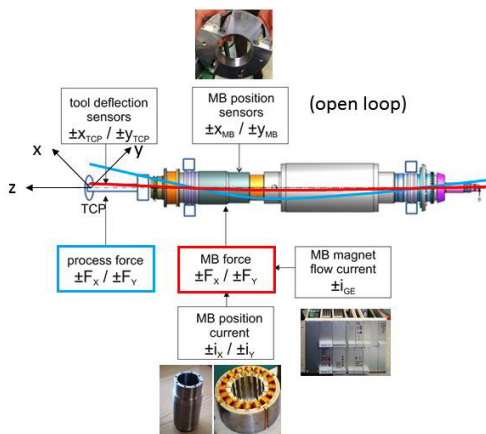 tool deflection
sensors
±x_TCP / ±y_TCP
MB position
sensors
±x_MB / ±y_MB
(open loop)
x
y
z
TCP
process force
±F_X / ±F_Y
MB force
±F_X / ±F_Y
MB magnet
flow current
±i_GE
MB position
current
±i_X / ±i_Y